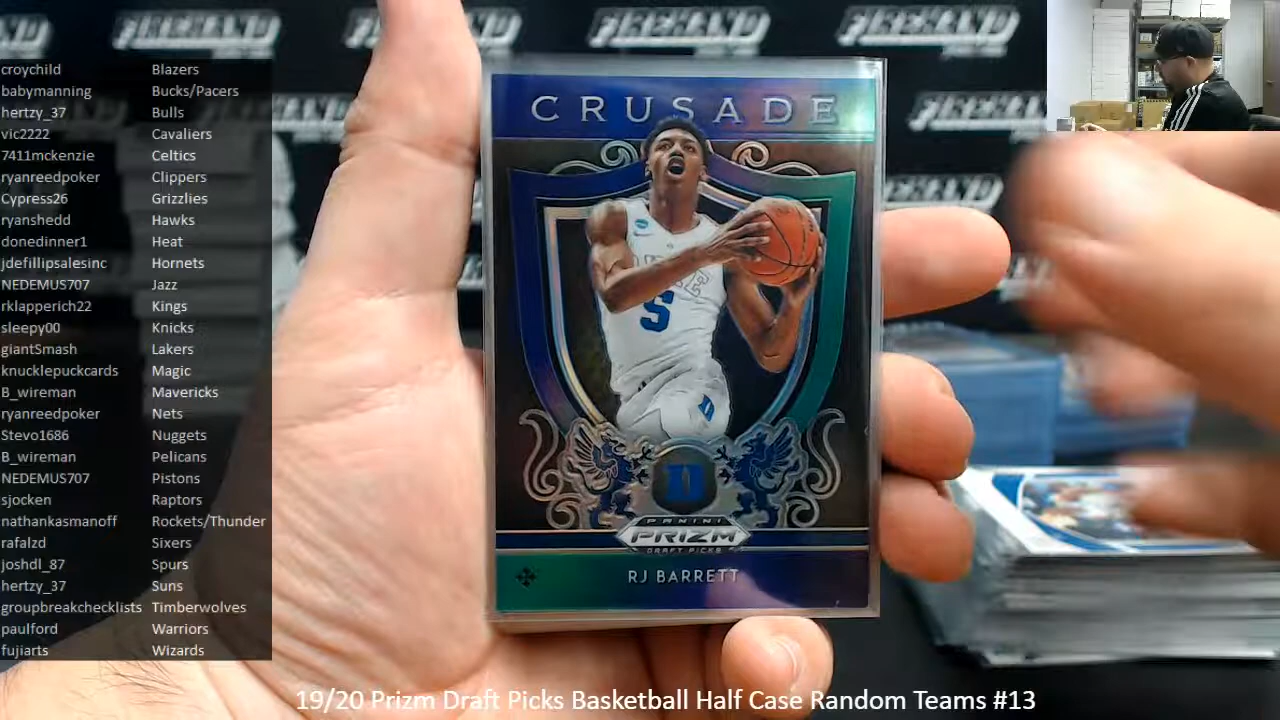 croychild Blazers
babymanning Bucks/Pacers
hertzy_37 Bulls
vic2222 Cavaliers
7411mckenzie Celtics
ryanreedpoker Clippers
Cypress26 Grizzlies
ryanshedd Hawks
donedinner1 Heat
jdefillipsalesinc Hornets
NEDEMUS707 Jazz
rklapperich22 Kings
sleepy00 Knicks
giantSmash Lakers
knucklepuckcards Magic
B_wireman Mavericks
ryanreedpoker Nets
Stevo1686 Nuggets
B_wireman Pelicans
NEDEMUS707 Pistons
sjocken Raptors
nathankasmanoff Rockets/Thunder
rafalzd Sixers
joshdl_87 Spurs
hertzy_37 Suns
groupbreakchecklists Timberwolves
paulford Warriors
fujiarts Wizards
FIREHAND
FIREHAND
FIREHAND
FIREHAND
CRUSADE
5
D
D
PANINI
PRIZM
DRAFT PICKS
RJ BARRETT
19/20 Prizm Draft Picks Basketball Half Case Random Teams #13